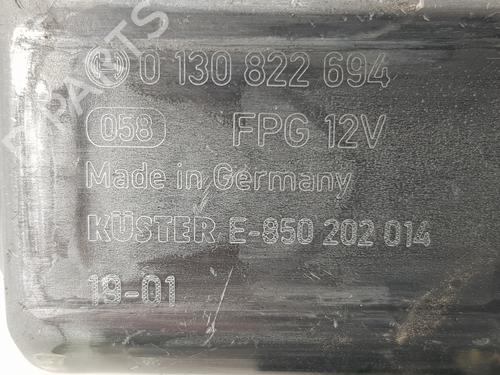 0 130 822 694
058 FPG 12V
Made in Germany
KÜSTER E-850 202 014
19-01